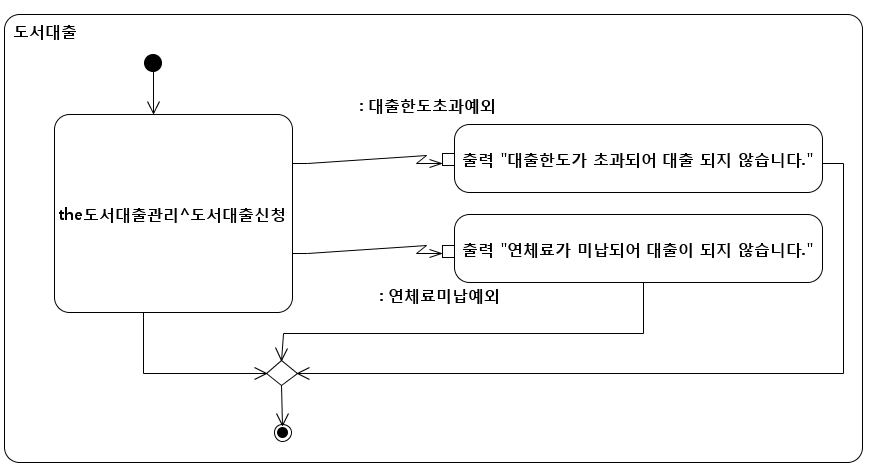 도서대출
: 대출한도초과예외
출력 "대출한도가 초과되어 대출 되지 않습니다."
the도서대출관리^도서대출신청
출력 "연체료가 미납되어 대출이 되지 않습니다."
: 연체료미납예외